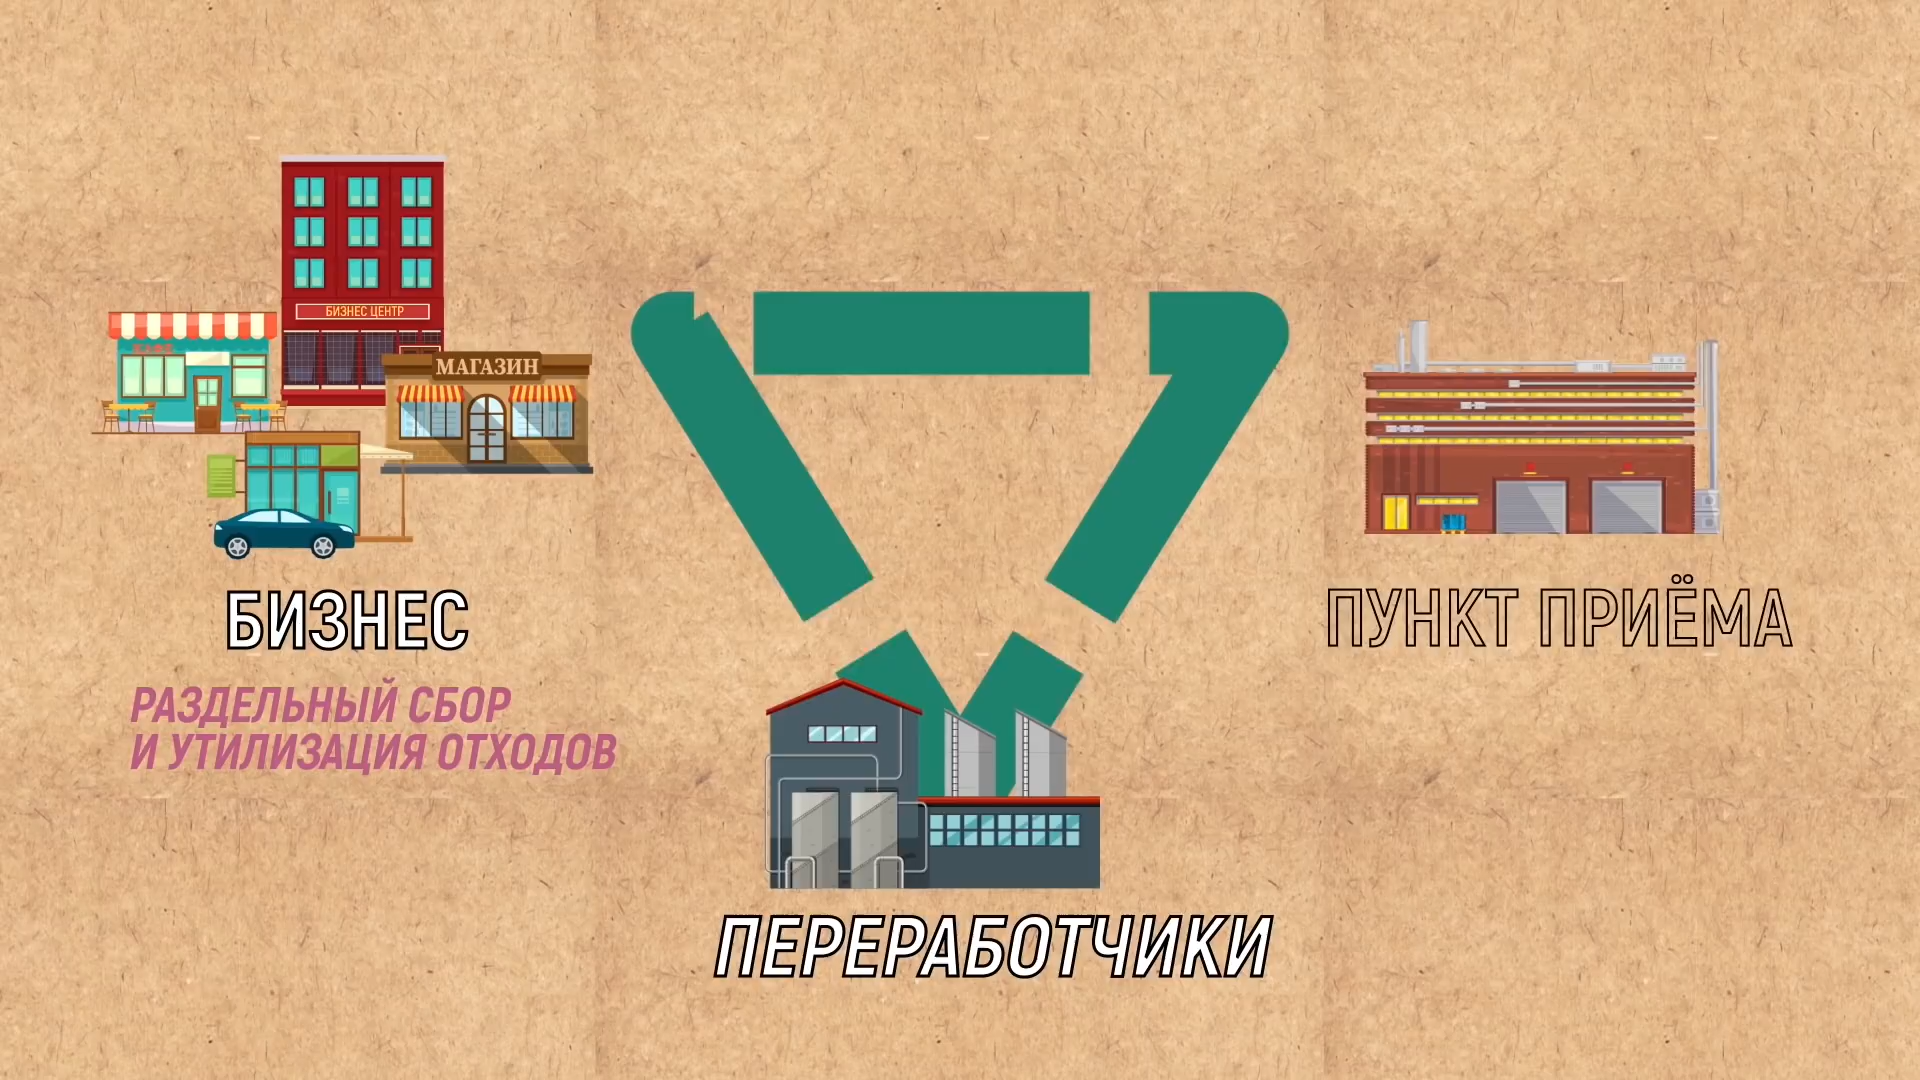 БИЗНЕС ЦЕНТР
МАГАЗИН
БИЗНЕС
РАЗДЕЛЬНЫЙ СБОР
И УТИЛИЗАЦИЯ ОТХОДОВ
ПУНКТ ПРИЁМА
ПЕРЕРАБОТЧИКИ